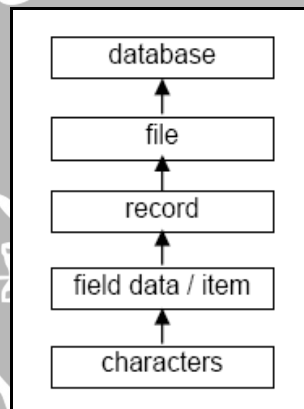 database
file
record
field data / item
characters